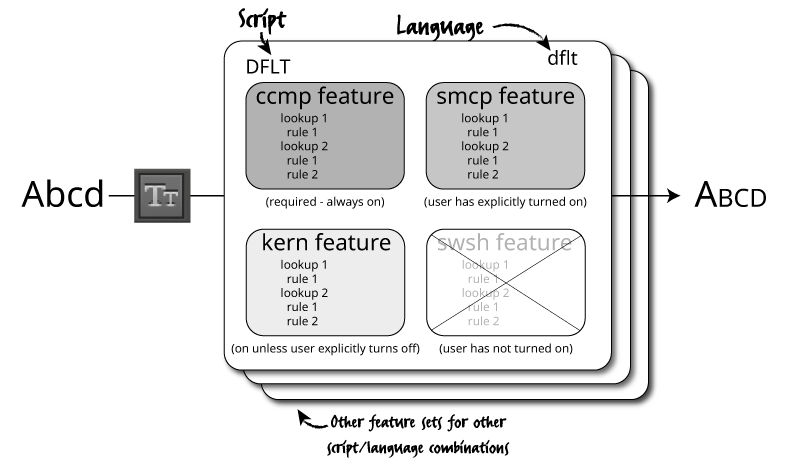 Script
Language
DFLT
dflt
ccmp feature
lookup 1
rule 1
lookup 2
rule 1
rule 2
(required - always on)
smcp feature
lookup 1
rule 1
lookup 2
rule 1
rule 2
(user has explicitly turned on)
Abcd
TT
ABCD
kern feature
lookup 1
rule 1
lookup 2
rule 1
rule 2
(on unless user explicitly turns off)
swsh feature
lookup 1
rule 1
lookup 2
rule 1
rule 2
(user has not turned on)
Other feature sets for other
script/language combinations